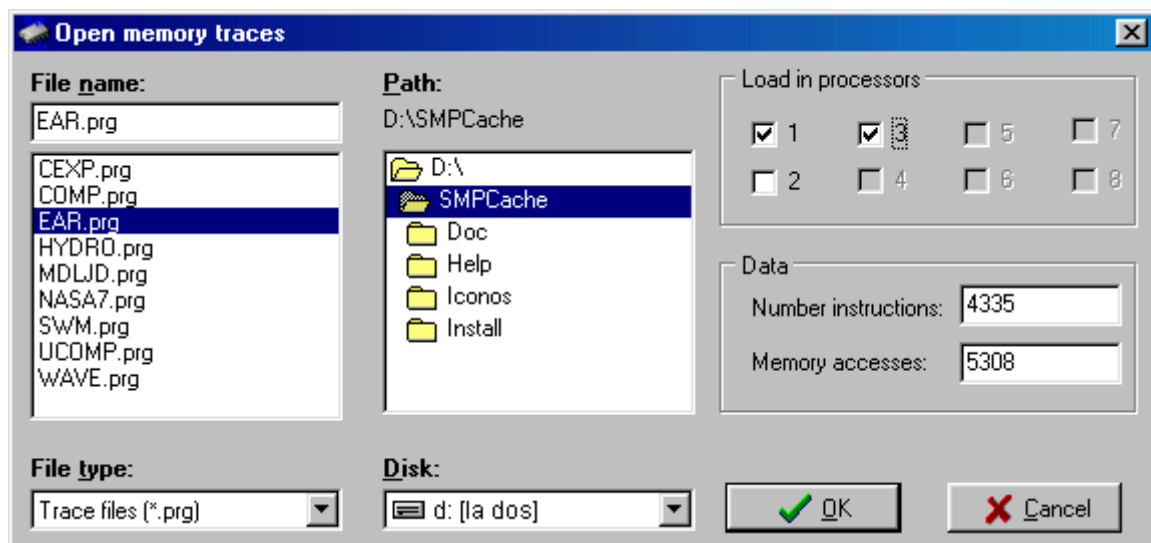 Open memory traces
File name:
EAR.prg
CEXP.prg
COMP.prg
EAR.prg
HYDRO.prg
MDLJD.prg
NASA7.prg
SWM.prg
UCOMP.prg
WAVE.prg
File type:
Trace files (*.prg)
Path:
D:\SMPCache
D:\
SMPCache
Doc
Help
Iconos
Install
Disk:
d: [la dos]
Load in processors
1 3 5 7
2 4 6 8
Data
Number instructions: 4335
Memory accesses: 5308
OK
Cancel